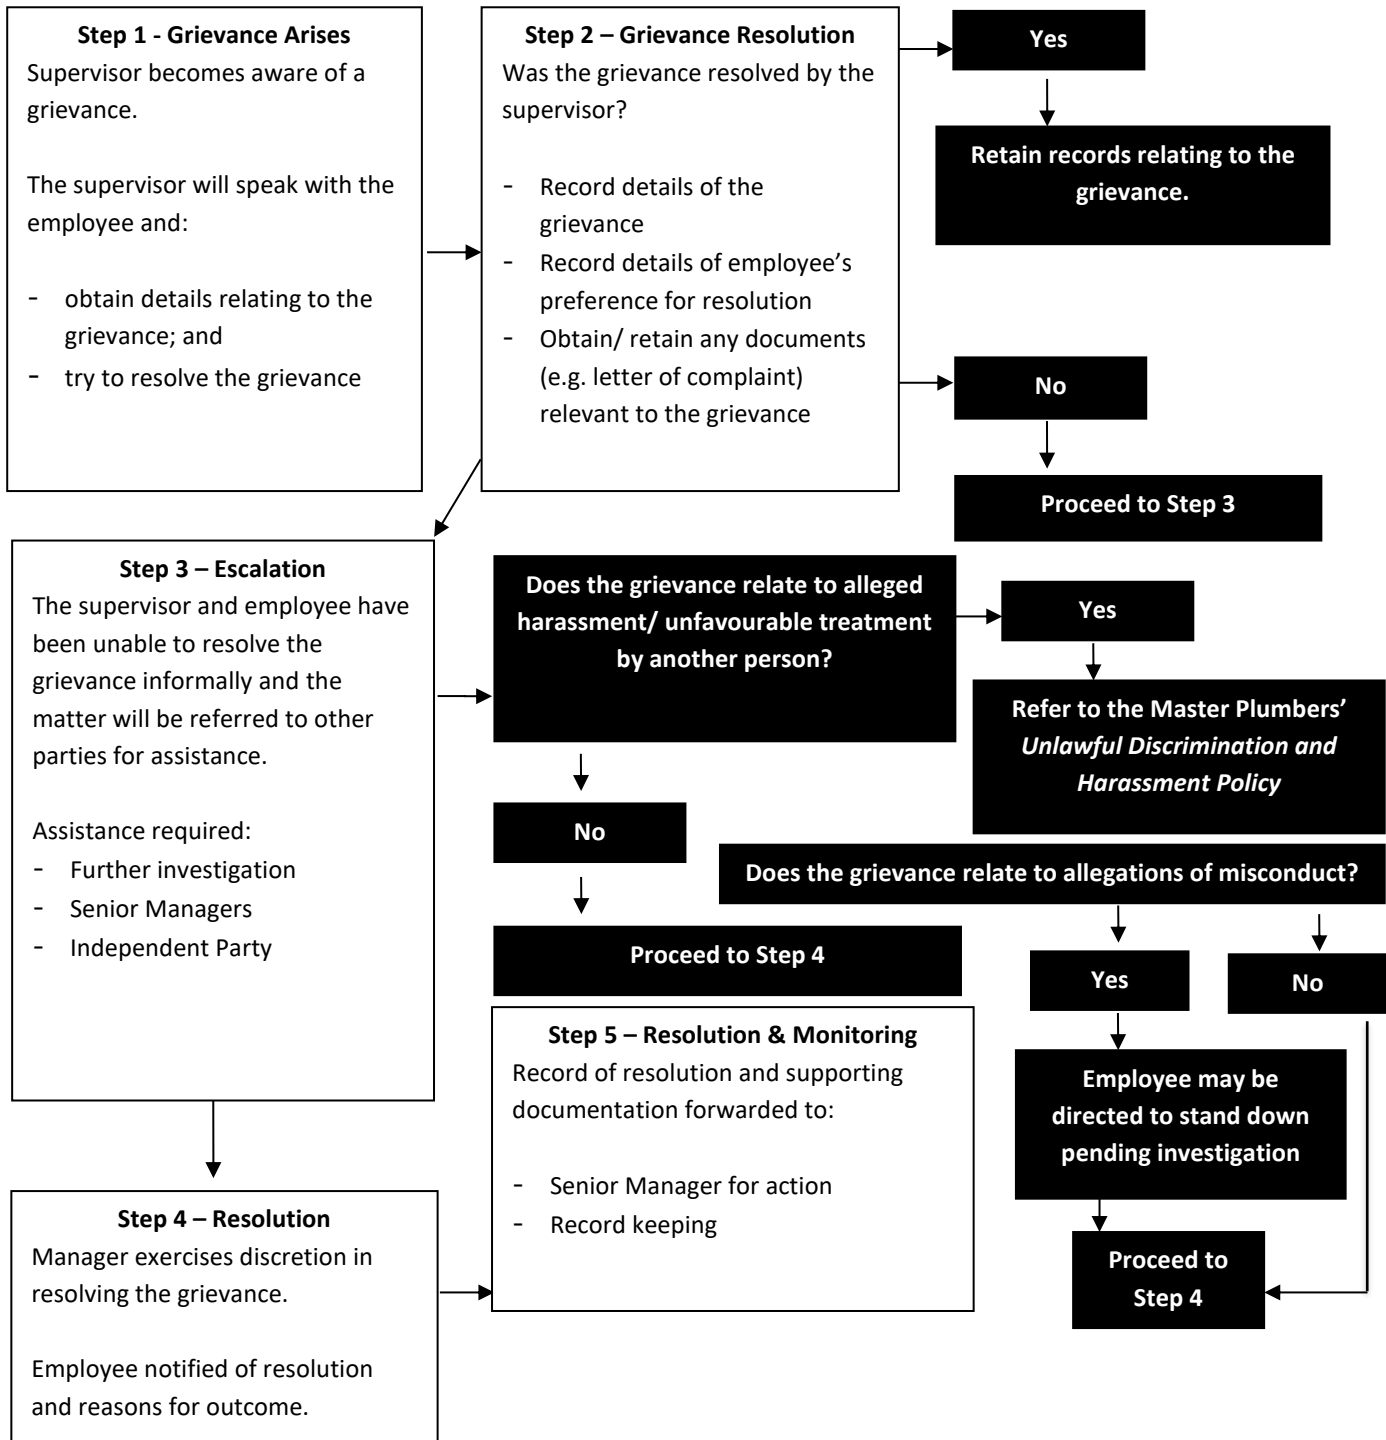 Step 1 - Grievance Arises
Supervisor becomes aware of a
grievance.
The supervisor will speak with the
employee and:
- obtain details relating to the
grievance; and
- try to resolve the grievance
Step 2 – Grievance Resolution
Was the grievance resolved by the
supervisor?
- Record details of the
grievance
- Record details of employee’s
preference for resolution
- Obtain/ retain any documents
(e.g. letter of complaint)
relevant to the grievance
Yes
Retain records relating to the
grievance.
No
Proceed to Step 3
Step 3 – Escalation
The supervisor and employee have
been unable to resolve the
grievance informally and the
matter will be referred to other
parties for assistance.
Assistance required:
- Further investigation
- Senior Managers
- Independent Party
Does the grievance relate to alleged
harassment/ unfavourable treatment
by another person?
Yes
Refer to the Master Plumbers’
Unlawful Discrimination and
Harassment Policy
No
Proceed to Step 4
Does the grievance relate to allegations of misconduct?
Yes
No
Employee may be
directed to stand down
pending investigation
Proceed to
Step 4
Step 4 – Resolution
Manager exercises discretion in
resolving the grievance.
Employee notified of resolution
and reasons for outcome.
Step 5 – Resolution & Monitoring
Record of resolution and supporting
documentation forwarded to:
- Senior Manager for action
- Record keeping